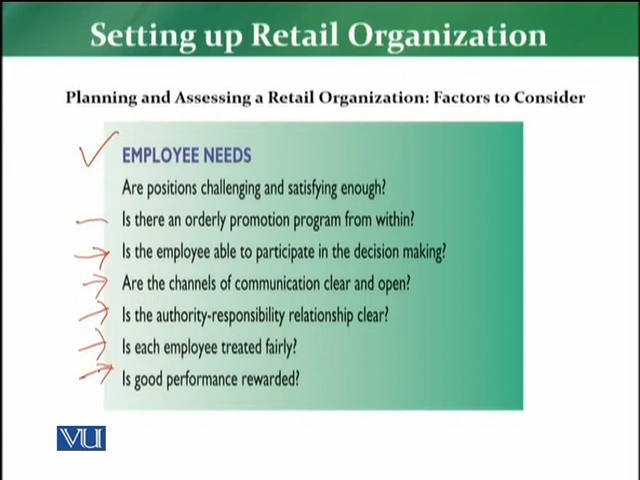 Setting up Retail Organization
Planning and Assessing a Retail Organization: Factors to Consider
EMPLOYEE NEEDS
Are positions challenging and satisfying enough?
Is there an orderly promotion program from within?
Is the employee able to participate in the decision making?
Are the channels of communication clear and open?
Is the authority-responsibility relationship clear?
Is each employee treated fairly?
Is good performance rewarded?
VU